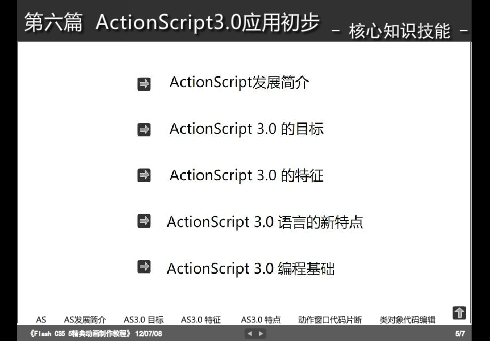 第六篇 ActionScript3.0应用初步
- 核心知识技能 -
ActionScript发展简介
ActionScript 3.0 的目标
ActionScript 3.0 的特征
ActionScript 3.0 语言的新特点
ActionScript 3.0 编程基础
AS AS发展简介 AS3.0 目标 AS3.0 特征 AS3.0 特点 动作窗口代码片断 类对象代码编辑
《Flash CS5 5精典动画制作教程》 12/07/08 5/7